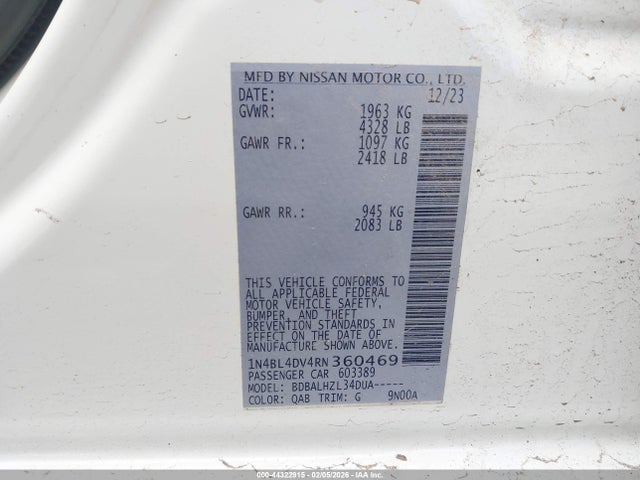 MFD BY NISSAN MOTOR CO., LTD.
DATE: 12/23
GVWR: 1963 KG
4328 LB
GAWR FR.: 1097 KG
2418 LB
GAWR RR.: 945 KG
2083 LB
THIS VEHICLE CONFORMS TO
ALL APPLICABLE FEDERAL
MOTOR VEHICLE SAFETY,
BUMPER, AND THEFT
PREVENTION STANDARDS IN
EFFECT ON THE DATE OF
MANUFACTURE SHOWN ABOVE.
1N4BL4DV4RN360469
PASSENGER CAR 603389
MODEL: BDBALHZL34DUA-----
COLOR: QAB TRIM: G 9N00A
000-44322915 - 02/05/2026 - IAA Inc.